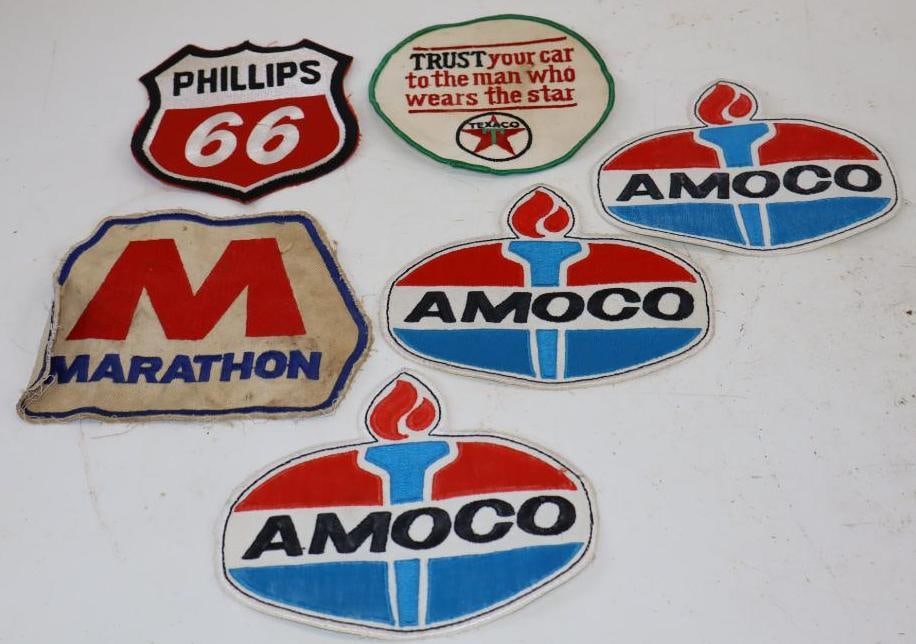 PHILLIPS
66
TRUST your car
to the man who
wears the star
TEXACO
T
AMOCO
AMOCO
M
MARATHON
AMOCO